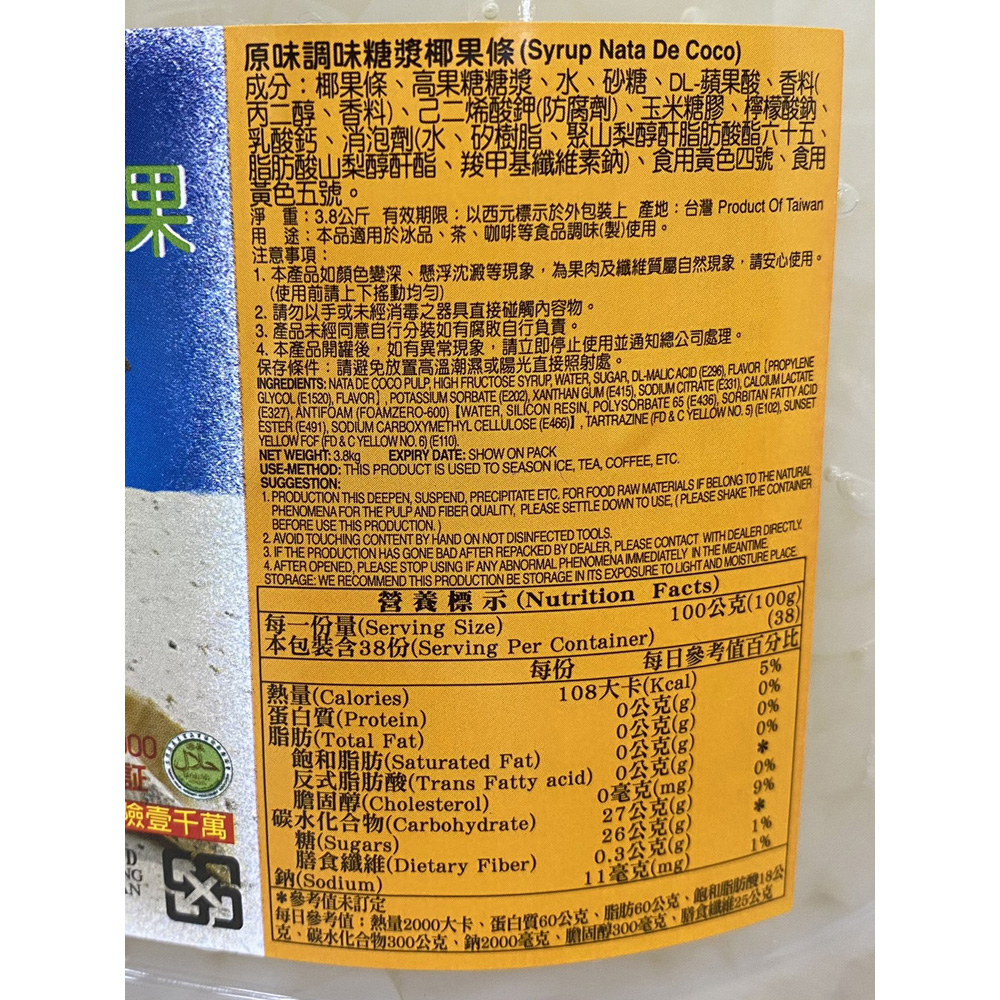 原味調味糖漿椰果條(Syrup Nata De Coco)
成分：椰果條、高果糖糖漿、水、砂糖、DL-蘋果酸、香料(
丙二醇、香料)、己二烯酸鉀(防腐劑)、玉米糖膠、檸檬酸鈉、
乳酸鈣、消泡劑(水、矽樹脂、聚山梨醇酐脂肪酸酯六十五、
脂肪酸山梨醇酐酯、羧甲基纖維素鈉)、食用黃色四號、食用
黃色五號。
淨　重：3.8公斤 有效期限：以西元標示於外包裝上 產地：台灣 Product Of Taiwan
用　途：本品適用於冰品、茶、咖啡等食品調味(製)使用。
注意事項：
1. 本產品如顏色變深、懸浮沈澱等現象，為果肉及纖維質屬自然現象，請安心使用。
(使用前請上下搖動均勻)
2. 請勿以手或未經消毒之器具直接碰觸內容物。
3. 產品未經同意自行分裝如有腐敗自行負責。
4. 本產品開罐後，如有異常現象，請立即停止使用並通知總公司處理。
保存條件：請避免放置高溫潮濕或陽光直接照射處。
INGREDIENTS: NATA DE COCO PULP, HIGH FRUCTOSE SYRUP, WATER, SUGAR, DL-MALIC ACID (E296), FLAVOR [PROPYLENE
GLYCOL (E1520), FLAVOR], POTASSIUM SORBATE (E202), XANTHAN GUM (E415), SODIUM CITRATE (E331), CALCIUM LACTATE
(E327), ANTIFOAM (FOAMZERO-600) 【WATER, SILICON RESIN, POLYSORBATE 65 (E436), SORBITAN FATTY ACID
ESTER (E491), SODIUM CARBOXYMETHYL CELLULOSE (E466)】, TARTRAZINE (FD & C YELLOW NO. 5) (E102), SUNSET
YELLOW FCF (FD & C YELLOW NO. 6) (E110).
NET WEIGHT: 3.8kg EXPIRY DATE: SHOW ON PACK
USE-METHOD: THIS PRODUCT IS USED TO SEASON ICE, TEA, COFFEE, ETC.
SUGGESTION:
1. PRODUCTION THIS DEEPEN, SUSPEND, PRECIPITATE ETC. FOR FOOD RAW MATERIALS IF BELONG TO THE NATURAL
PHENOMENA FOR THE PULP AND FIBER QUALITY, PLEASE SETTLE DOWN TO USE, (PLEASE SHAKE THE CONTAINER
BEFORE USE THIS PRODUCTION.)
2. AVOID TOUCHING CONTENT BY HAND ON NOT DISINFECTED TOOLS.
3. IF THE PRODUCTION HAS GONE BAD AFTER REPACKED BY DEALER, PLEASE CONTACT WITH DEALER DIRECTLY.
4. AFTER OPENED, PLEASE STOP USING IF ANY ABNORMAL PHENOMENA IMMEDIATELY IN THE MEANTIME.
STORAGE: WE RECOMMEND THIS PRODUCTION BE STORAGE IN ITS EXPOSURE TO LIGHT AND MOISTURE PLACE.
營養標示(Nutrition Facts)
每一份量(Serving Size) 100公克(100g)
本包裝含38份(Serving Per Container) (38)
每份 每日參考值百分比
熱量(Calories) 108大卡(Kcal) 5%
蛋白質(Protein) 0公克(g) 0%
脂肪(Total Fat) 0公克(g) 0%
飽和脂肪(Saturated Fat) 0公克(g) 0%
反式脂肪酸(Trans Fatty acid) 0公克(g) *
膽固醇(Cholesterol) 0毫克(mg) 0%
碳水化合物(Carbohydrate) 27公克(g) 9%
糖(Sugars) 26公克(g) *
膳食纖維(Dietary Fiber) 0.3公克(g) 1%
鈉(Sodium) 11毫克(mg) 1%
*參考值未訂定
每日參考值：熱量2000大卡、蛋白質60公克、脂肪60公克、飽和脂肪酸18公
克、碳水化合物300公克、鈉2000毫克、膽固醇300毫克、膳食纖維25公克
果
00
証
險壹千萬
D
NG
AN